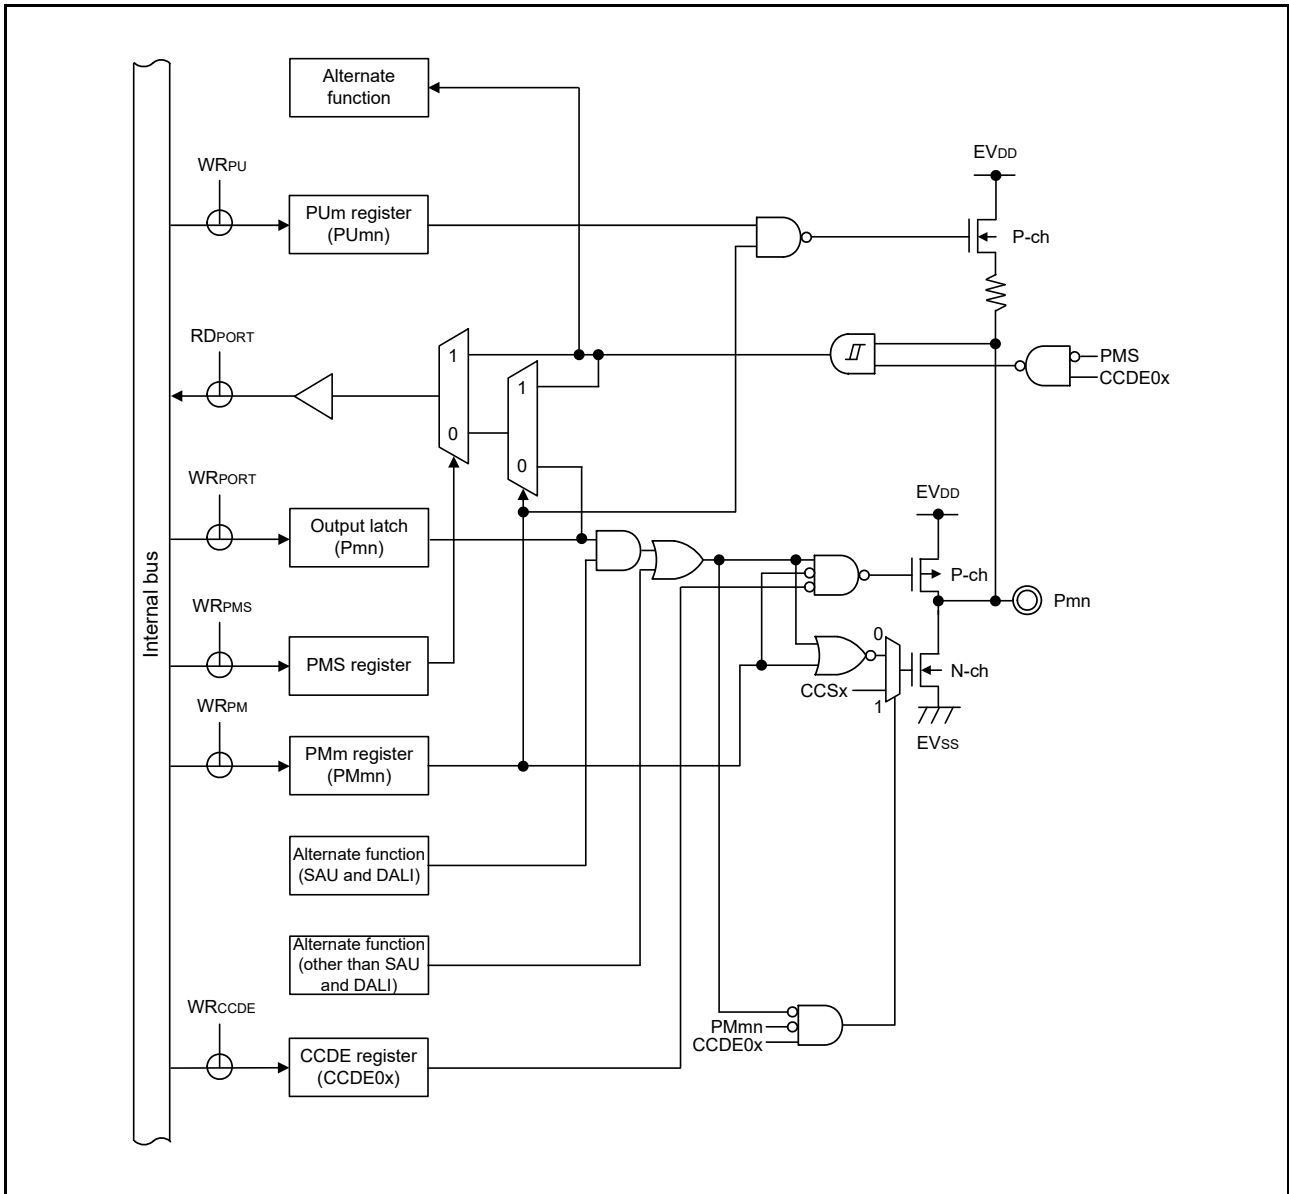 Alternate
function
WRPU
EVDD
PUm register
(PUmn)
P-ch
RDPORT
1
PMS
CCDE0x
1
0
0
WRPORT
EVDD
Output latch
(Pmn)
P-ch
Pmn
Internal bus
WRPMS
0
PMS register
N-ch
CCSx
1
WRPM
EVSS
PMm register
(PMmn)
Alternate function
(SAU and DALI)
Alternate function
(other than SAU
and DALI)
WRCCDE
PMmn
CCDE0x
CCDE register
(CCDE0x)